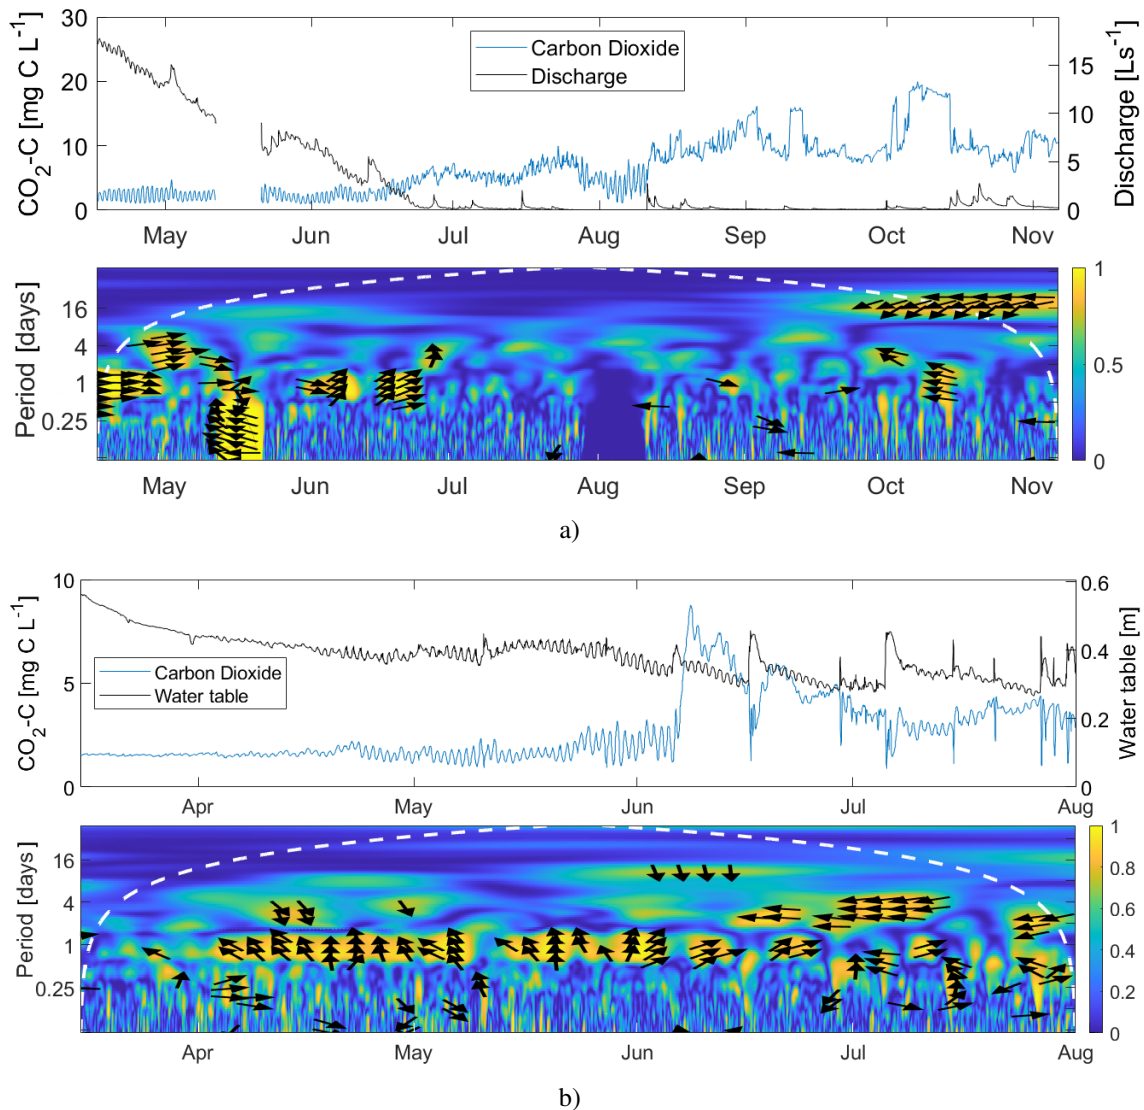 CO₂-C [mg C L⁻¹]
30
20
10
0
Carbon Dioxide
Discharge
15
10
5
0
Discharge [Ls⁻¹]
May Jun Jul Aug Sep Oct Nov
Period [days]
16
4
1
0.25
1
0.5
0
May Jun Jul Aug Sep Oct Nov
a)
CO₂-C [mg C L⁻¹]
10
5
0
Carbon Dioxide
Water table
0.6
0.4
0.2
0
Water table [m]
Apr May Jun Jul Aug
Period [days]
16
4
1
0.25
1
0.8
0.6
0.4
0.2
0
Apr May Jun Jul Aug
b)